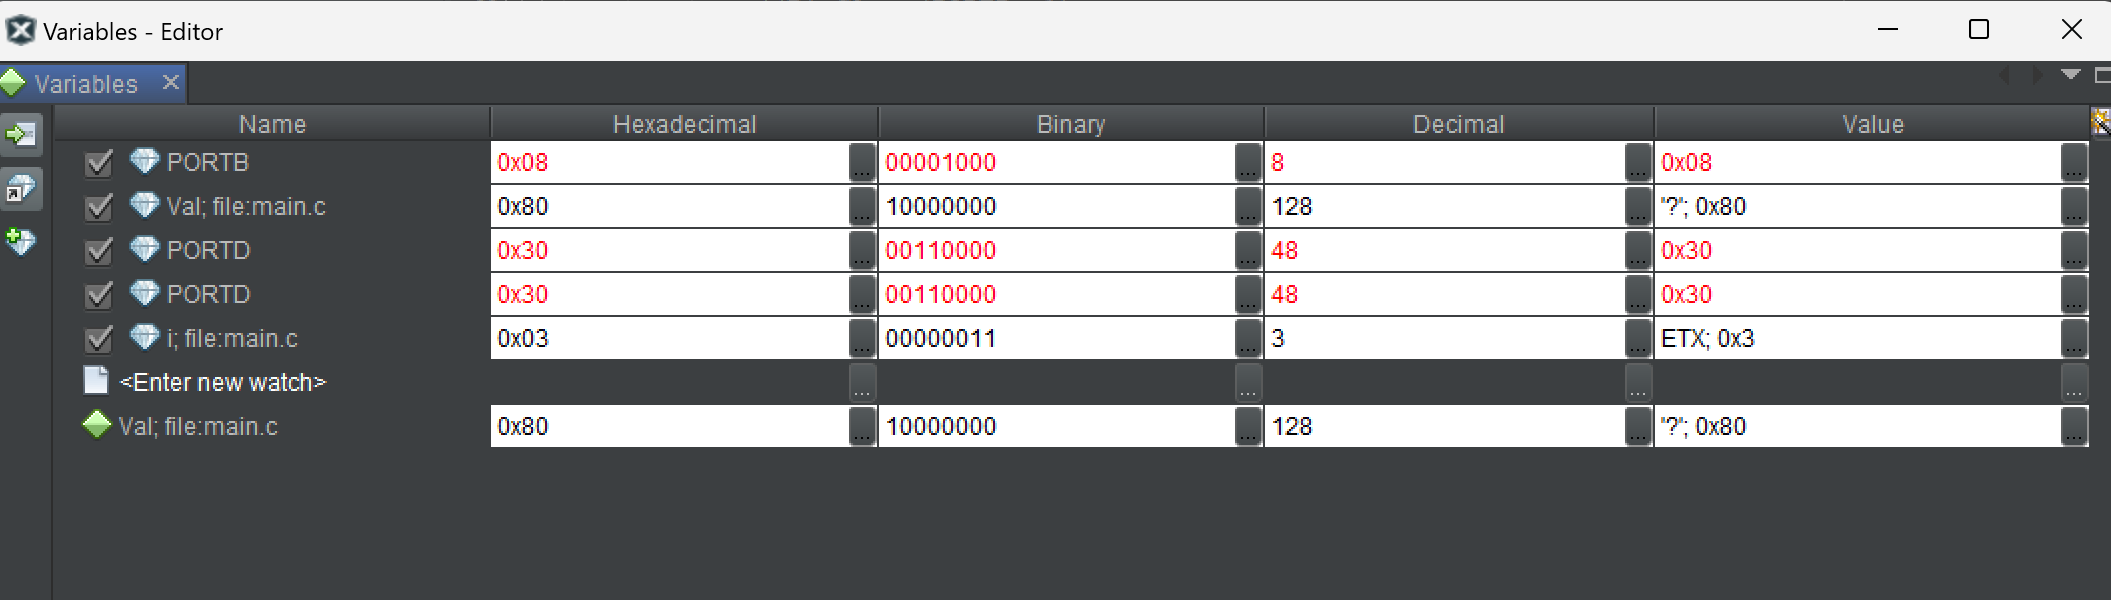 Variables - Editor
Variables
Name Hexadecimal Binary Decimal Value
PORTB 0x08 ... 00001000 ... 8 ... 0x08 ...
Val; file:main.c 0x80 ... 10000000 ... 128 ... '?'; 0x80 ...
PORTD 0x30 ... 00110000 ... 48 ... 0x30 ...
PORTD 0x30 ... 00110000 ... 48 ... 0x30 ...
i; file:main.c 0x03 ... 00000011 ... 3 ... ETX; 0x3 ...
<Enter new watch> ... ... ... ...
Val; file:main.c 0x80 ... 10000000 ... 128 ... '?'; 0x80 ...